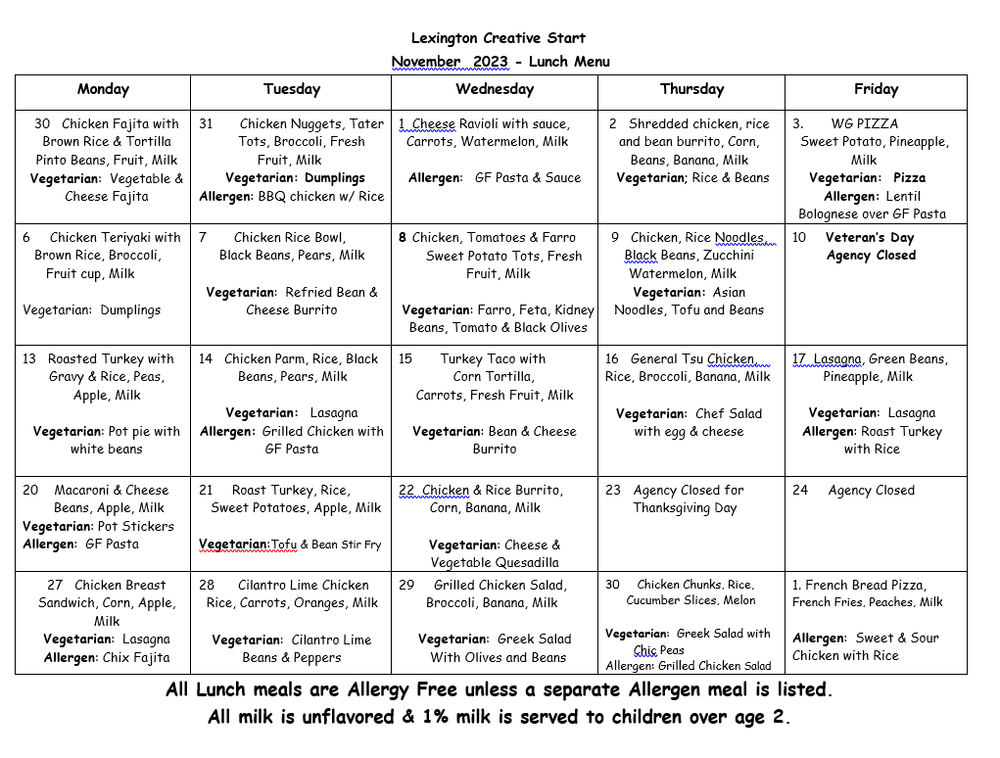 Lexington Creative Start
November 2023 - Lunch Menu
Monday
Tuesday
Wednesday
Thursday
Friday
30 Chicken Fajita with
Brown Rice & Tortilla
Pinto Beans, Fruit, Milk
Vegetarian: Vegetable &
Cheese Fajita
31 Chicken Nuggets, Tater
Tots, Broccoli, Fresh
Fruit, Milk
Vegetarian: Dumplings
Allergen: BBQ chicken w/ Rice
1 Cheese Ravioli with sauce,
Carrots, Watermelon, Milk
Allergen: GF Pasta & Sauce
2 Shredded chicken, rice
and bean burrito, Corn,
Beans, Banana, Milk
Vegetarian; Rice & Beans
3. WG PIZZA
Sweet Potato, Pineapple,
Milk
Vegetarian: Pizza
Allergen: Lentil
Bolognese over GF Pasta
6 Chicken Teriyaki with
Brown Rice, Broccoli,
Fruit cup, Milk
Vegetarian: Dumplings
7 Chicken Rice Bowl,
Black Beans, Pears, Milk
Vegetarian: Refried Bean &
Cheese Burrito
8 Chicken, Tomatoes & Farro
Sweet Potato Tots, Fresh
Fruit, Milk
Vegetarian: Farro, Feta, Kidney
Beans, Tomato & Black Olives
9 Chicken, Rice Noodles,
Black Beans, Zucchini
Watermelon, Milk
Vegetarian: Asian
Noodles, Tofu and Beans
10 Veteran's Day
Agency Closed
13 Roasted Turkey with
Gravy & Rice, Peas,
Apple, Milk
Vegetarian: Pot pie with
white beans
14 Chicken Parm, Rice, Black
Beans, Pears, Milk
Vegetarian: Lasagna
Allergen: Grilled Chicken with
GF Pasta
15 Turkey Taco with
Corn Tortilla,
Carrots, Fresh Fruit, Milk
Vegetarian: Bean & Cheese
Burrito
16 General Tsu Chicken,
Rice, Broccoli, Banana, Milk
Vegetarian: Chef Salad
with egg & cheese
17 Lasagna, Green Beans,
Pineapple, Milk
Vegetarian: Lasagna
Allergen: Roast Turkey
with Rice
20 Macaroni & Cheese
Beans, Apple, Milk
Vegetarian: Pot Stickers
Allergen: GF Pasta
21 Roast Turkey, Rice,
Sweet Potatoes, Apple, Milk
Vegetarian:Tofu & Bean Stir Fry
22 Chicken & Rice Burrito,
Corn, Banana, Milk
Vegetarian: Cheese &
Vegetable Quesadilla
23 Agency Closed for
Thanksgiving Day
24 Agency Closed
27 Chicken Breast
Sandwich, Corn, Apple,
Milk
Vegetarian: Lasagna
Allergen: Chix Fajita
28 Cilantro Lime Chicken
Rice, Carrots, Oranges, Milk
Vegetarian: Cilantro Lime
Beans & Peppers
29 Grilled Chicken Salad,
Broccoli, Banana, Milk
Vegetarian: Greek Salad
With Olives and Beans
30 Chicken Chunks, Rice,
Cucumber Slices, Melon
Vegetarian: Greek Salad with
Chic Peas
Allergen: Grilled Chicken Salad
1. French Bread Pizza,
French Fries, Peaches, Milk
Allergen: Sweet & Sour
Chicken with Rice
All Lunch meals are Allergy Free unless a separate Allergen meal is listed.
All milk is unflavored & 1% milk is served to children over age 2.